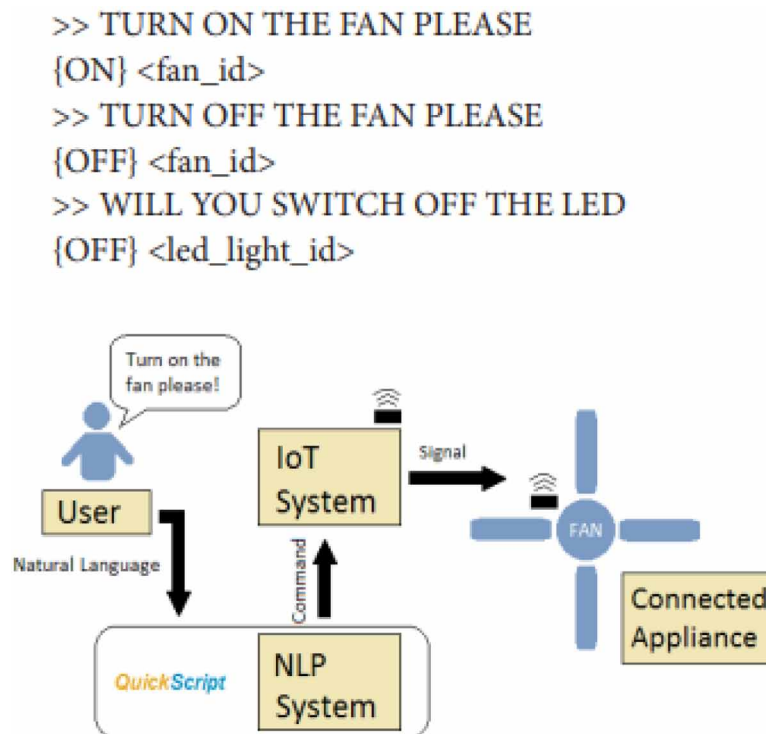 >> TURN ON THE FAN PLEASE
{ON} <fan_id>
>> TURN OFF THE FAN PLEASE
{OFF} <fan_id>
>> WILL YOU SWITCH OFF THE LED
{OFF} <led_light_id>
Turn on the
fan please!
User
Natural Language
IoT
System
Signal
FAN
Connected
Appliance
Command
QuickScript
NLP
System